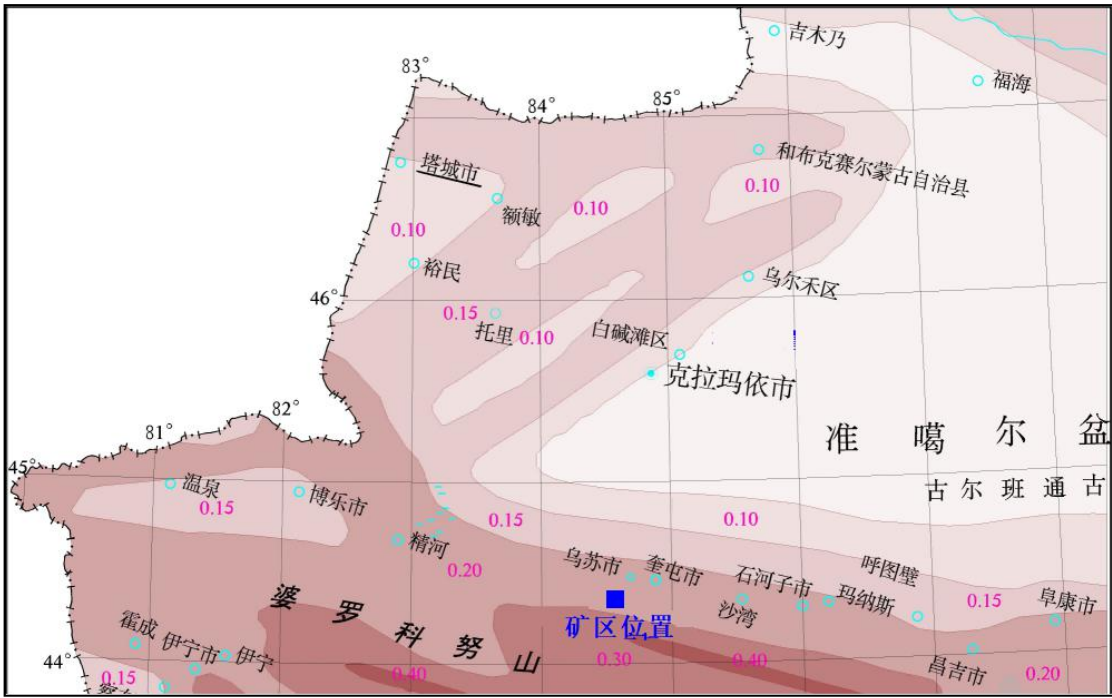 吉木乃
福海
83°
84°
85°
塔城市
和布克赛尔蒙古自治县
0.10
额敏
0.10
0.10
裕民
乌尔禾区
46°
0.15
托里
0.10
白碱滩区
克拉玛依市
准噶尔盆
古尔班通古
81°
82°
45°
温泉
0.15
博乐市
0.15
0.10
精河
0.20
乌苏市
奎屯市
石河子市
呼图壁
玛纳斯
沙湾
0.15
阜康市
婆罗科努山
矿区位置
霍成
伊宁市
伊宁
44°
0.15
0.40
0.30
0.40
昌吉市
0.20